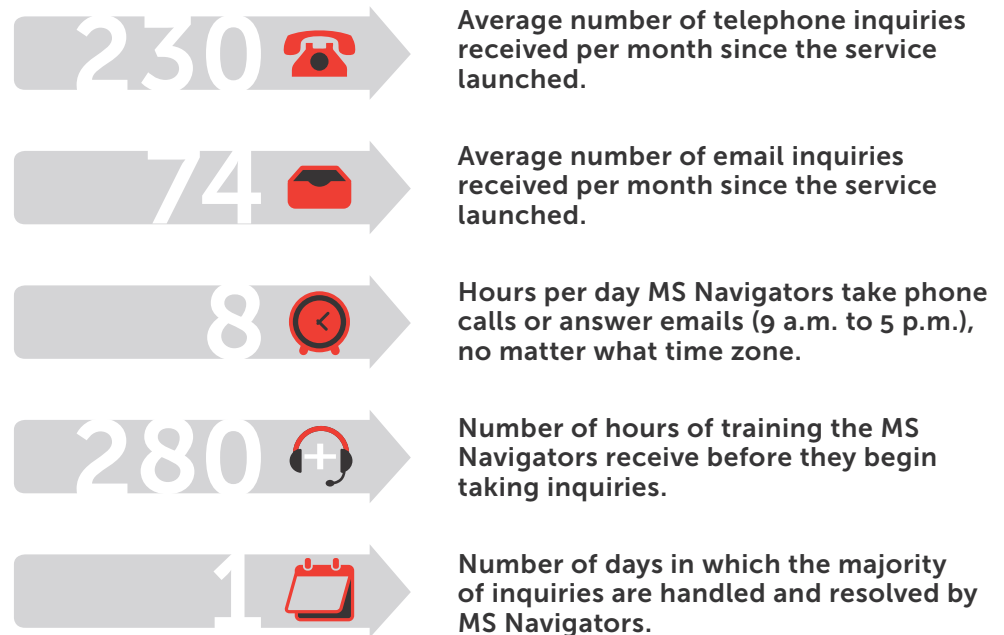 230
Average number of telephone inquiries
received per month since the service
launched.
74
Average number of email inquiries
received per month since the service
launched.
8
Hours per day MS Navigators take phone
calls or answer emails (9 a.m. to 5 p.m.),
no matter what time zone.
280
Number of hours of training the MS
Navigators receive before they begin
taking inquiries.
1
Number of days in which the majority
of inquiries are handled and resolved by
MS Navigators.